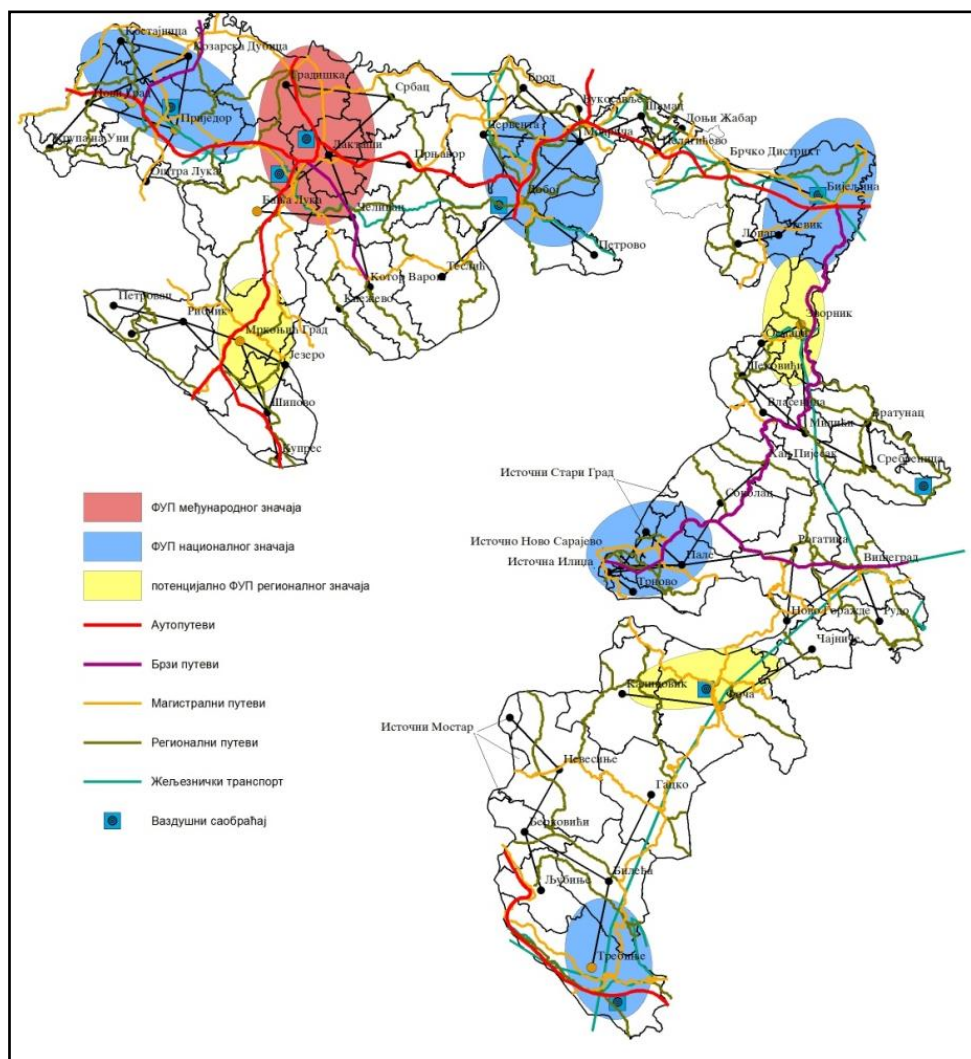 Костајница
Козарска Дубица
Нови Град
Приједор
Крупа на Уни
Оштра Лука
Градишка
Србац
Лакташи
Прњавор
Бања Лука
Челинац
Котор Варош
Кнежево
Теслић
Брод
Дервента
Вукосавље
Модрича
Шамац
Пелагићево
Доњи Жабар
Брчко Дистрикт
Бијељина
Добој
Петрово
Лопаре
Угљевик
Петровац
Рибник
Мркоњић Град
Језеро
Шипово
Купрес
Зворник
Осмаци
Шековићи
Власеница
Милићи
Братунац
Сребреница
Хан Пијесак
Источни Стари Град
Соколац
Источно Ново Сарајево
Источна Илиџа
Пале
Трново
Рогатица
Вишеград
Ново Горажде
Рудо
Чајниче
Калиновик
Фоча
Источни Мостар
Невесиње
Гацко
Берковићи
Билећа
Љубиње
Требиње
ФУП међународног значаја
ФУП националног значаја
потенцијално ФУП регионалног значаја
Аутопутеви
Брзи путеви
Магистрални путеви
Регионални путеви
Жељезнички транспорт
Ваздушни саобраћај